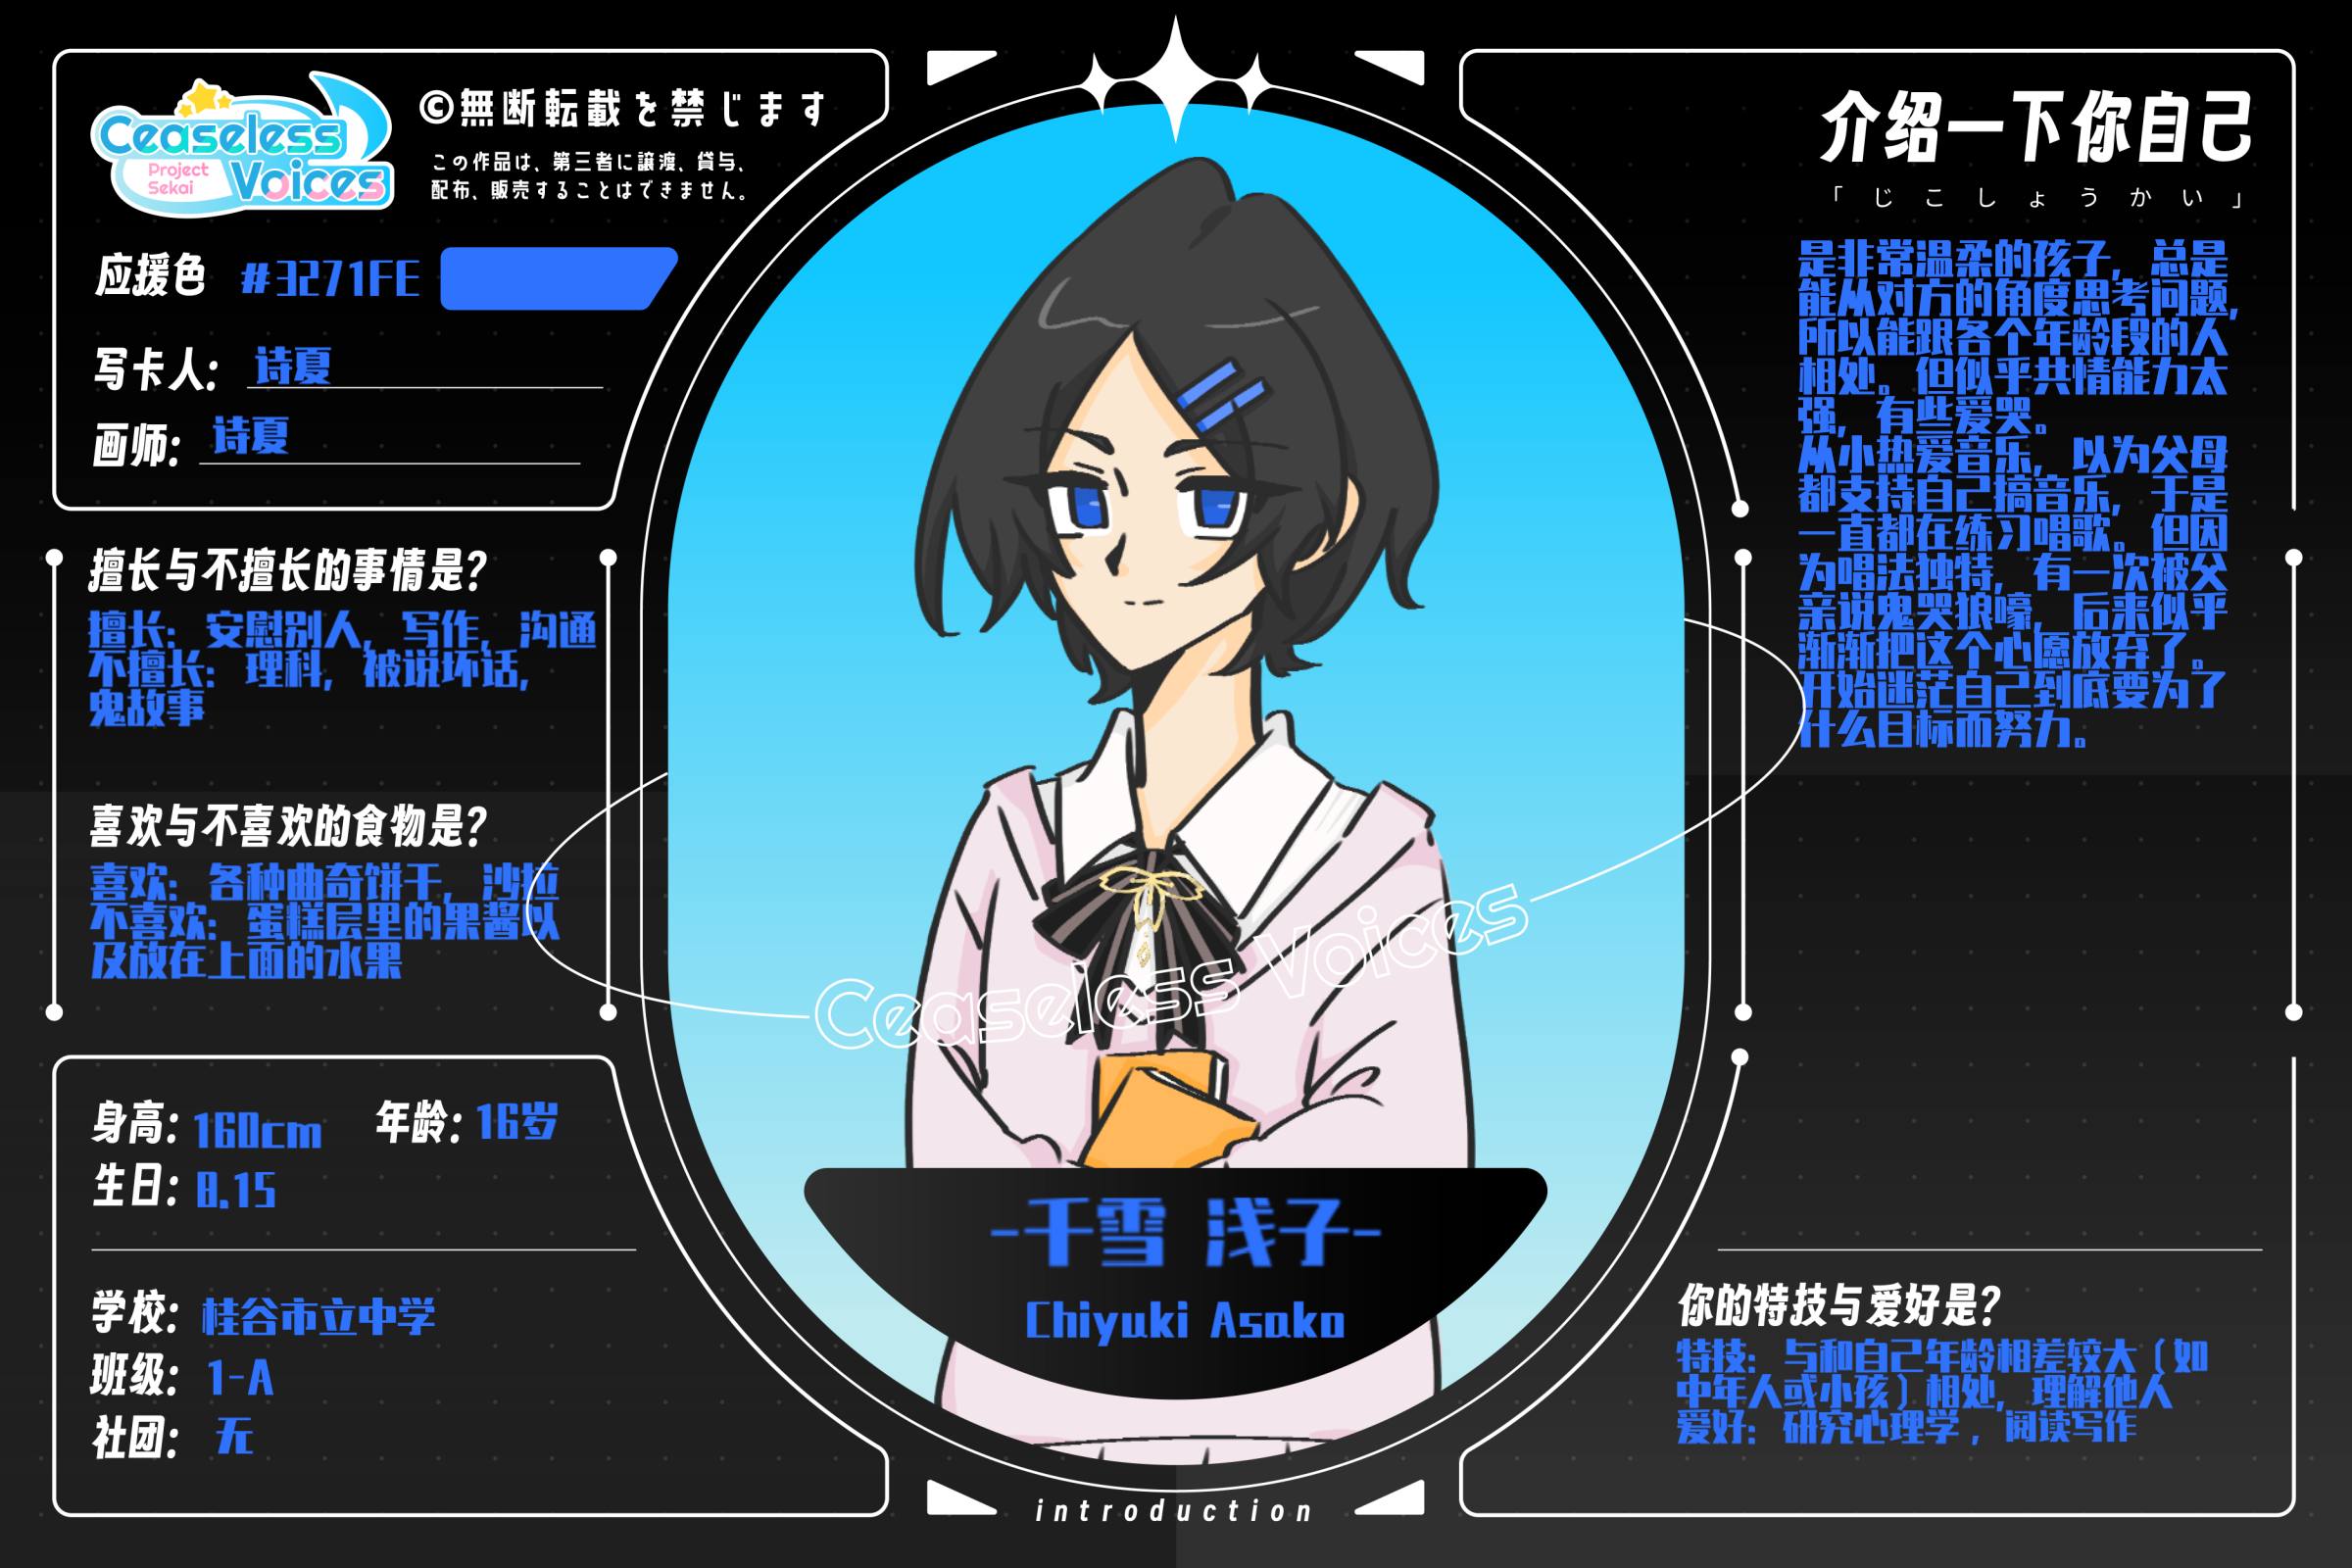 Ceaseless
Project
Sekai
Voices
©無断転載を禁じます
この作品は、第三者に譲渡、貸与、
配布、販売することはできません。
应援色 #3271FE
写卡人: 诗夏
画师: 诗夏
擅长与不擅长的事情是?
擅长: 安慰别人, 写作, 沟通
不擅长: 理科, 被说坏话,
鬼故事
喜欢与不喜欢的食物是?
喜欢: 各种曲奇饼干, 沙拉
不喜欢: 蛋糕层里的果酱以
及放在上面的水果
身高: 160cm 年龄: 16岁
生日: 8.15
学校: 桂谷市立中学
班级: 1-A
社团: 无
Ceaseless Voices
-千雪 浅子-
Chiyuki Asako
introduction
介绍一下你自己
「じこしょうかい」
是非常温柔的孩子, 总是
能从对方的角度思考问题,
所以能跟各个年龄段的人
相处。但似乎共情能力太
强, 有些爱哭。
从小热爱音乐, 以为父母
都支持自己搞音乐, 于是
一直都在练习唱歌。但因
为唱法独特, 有一次被父
亲说鬼哭狼嚎, 后来似乎
渐渐把这个心愿放弃了。
开始迷茫自己到底要为了
什么目标而努力。
你的特技与爱好是?
特技: 与和自己年龄相差较大(如
中年人或小孩)相处, 理解他人
爱好: 研究心理学, 阅读写作